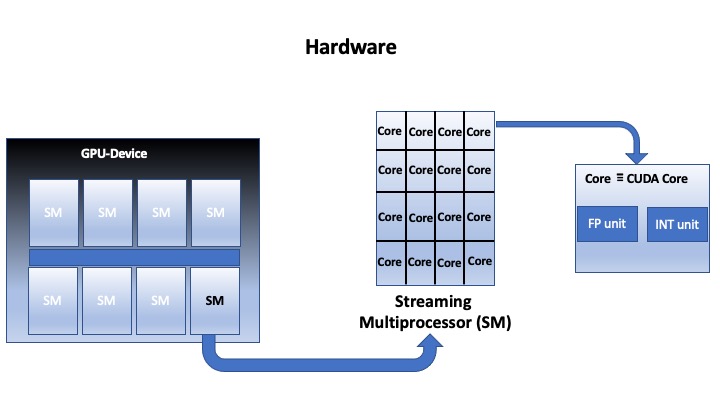 Hardware
GPU-Device
SM SM SM SM
SM SM SM SM
Core Core Core Core
Core Core Core Core
Core Core Core Core
Core Core Core Core
Streaming
Multiprocessor (SM)
Core ≡ CUDA Core
FP unit INT unit